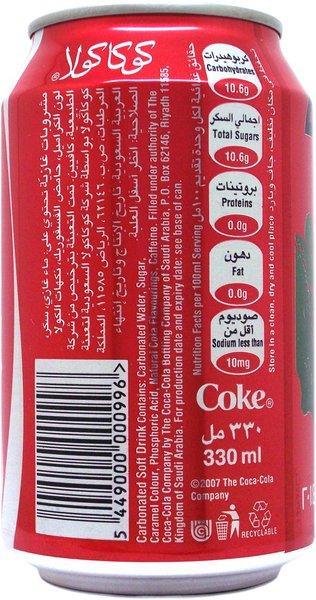 كوكاكولا
®
كربوهيدرات
Carbohydrates
10.6g
اجمالي السكر
Total Sugars
10.6g
بروتينات
Proteins
0.0g
دهون
Fat
0.0g
صوديوم
أقل من
Sodium less than
10mg
Nutrition Facts per 100ml Serving
Store in a clean, dry and cool place
مشروبات غازية تحتوي على: ماء غازي، سكر،
لون الكراميل، حامض الفسفوريك، نكهات الكولا
الطبيعية، كافيين. تمت التعبئة بترخيص من شركة
كوكاكولا بواسطة شركة كوكاكولا السعودية لتعبئة
المرطبات، ص.ب ٦٢١٤٦، الرياض ١١٥٨٥، المملكة
العربية السعودية. تاريخ الإنتاج وتاريخ إنتهاء
الصلاحية: انظر أسفل العلبة
Carbonated Soft Drink Contains: Carbonated Water, Sugar,
Caramel Colour, Phosphoric Acid, Natural Cola Flavourings, Caffeine. Filled under authority of The
Coca-Cola Company by The Coca-Cola Bottling Company of Saudi Arabia, P.O. Box 62146, Riyadh 11585,
Kingdom of Saudi Arabia. For production date and expiry date: see base of can.
5 449000 000996
Coke®
٣٣٠ مل
330 ml
©2007 The Coca-Cola
Company
RECYCLABLE